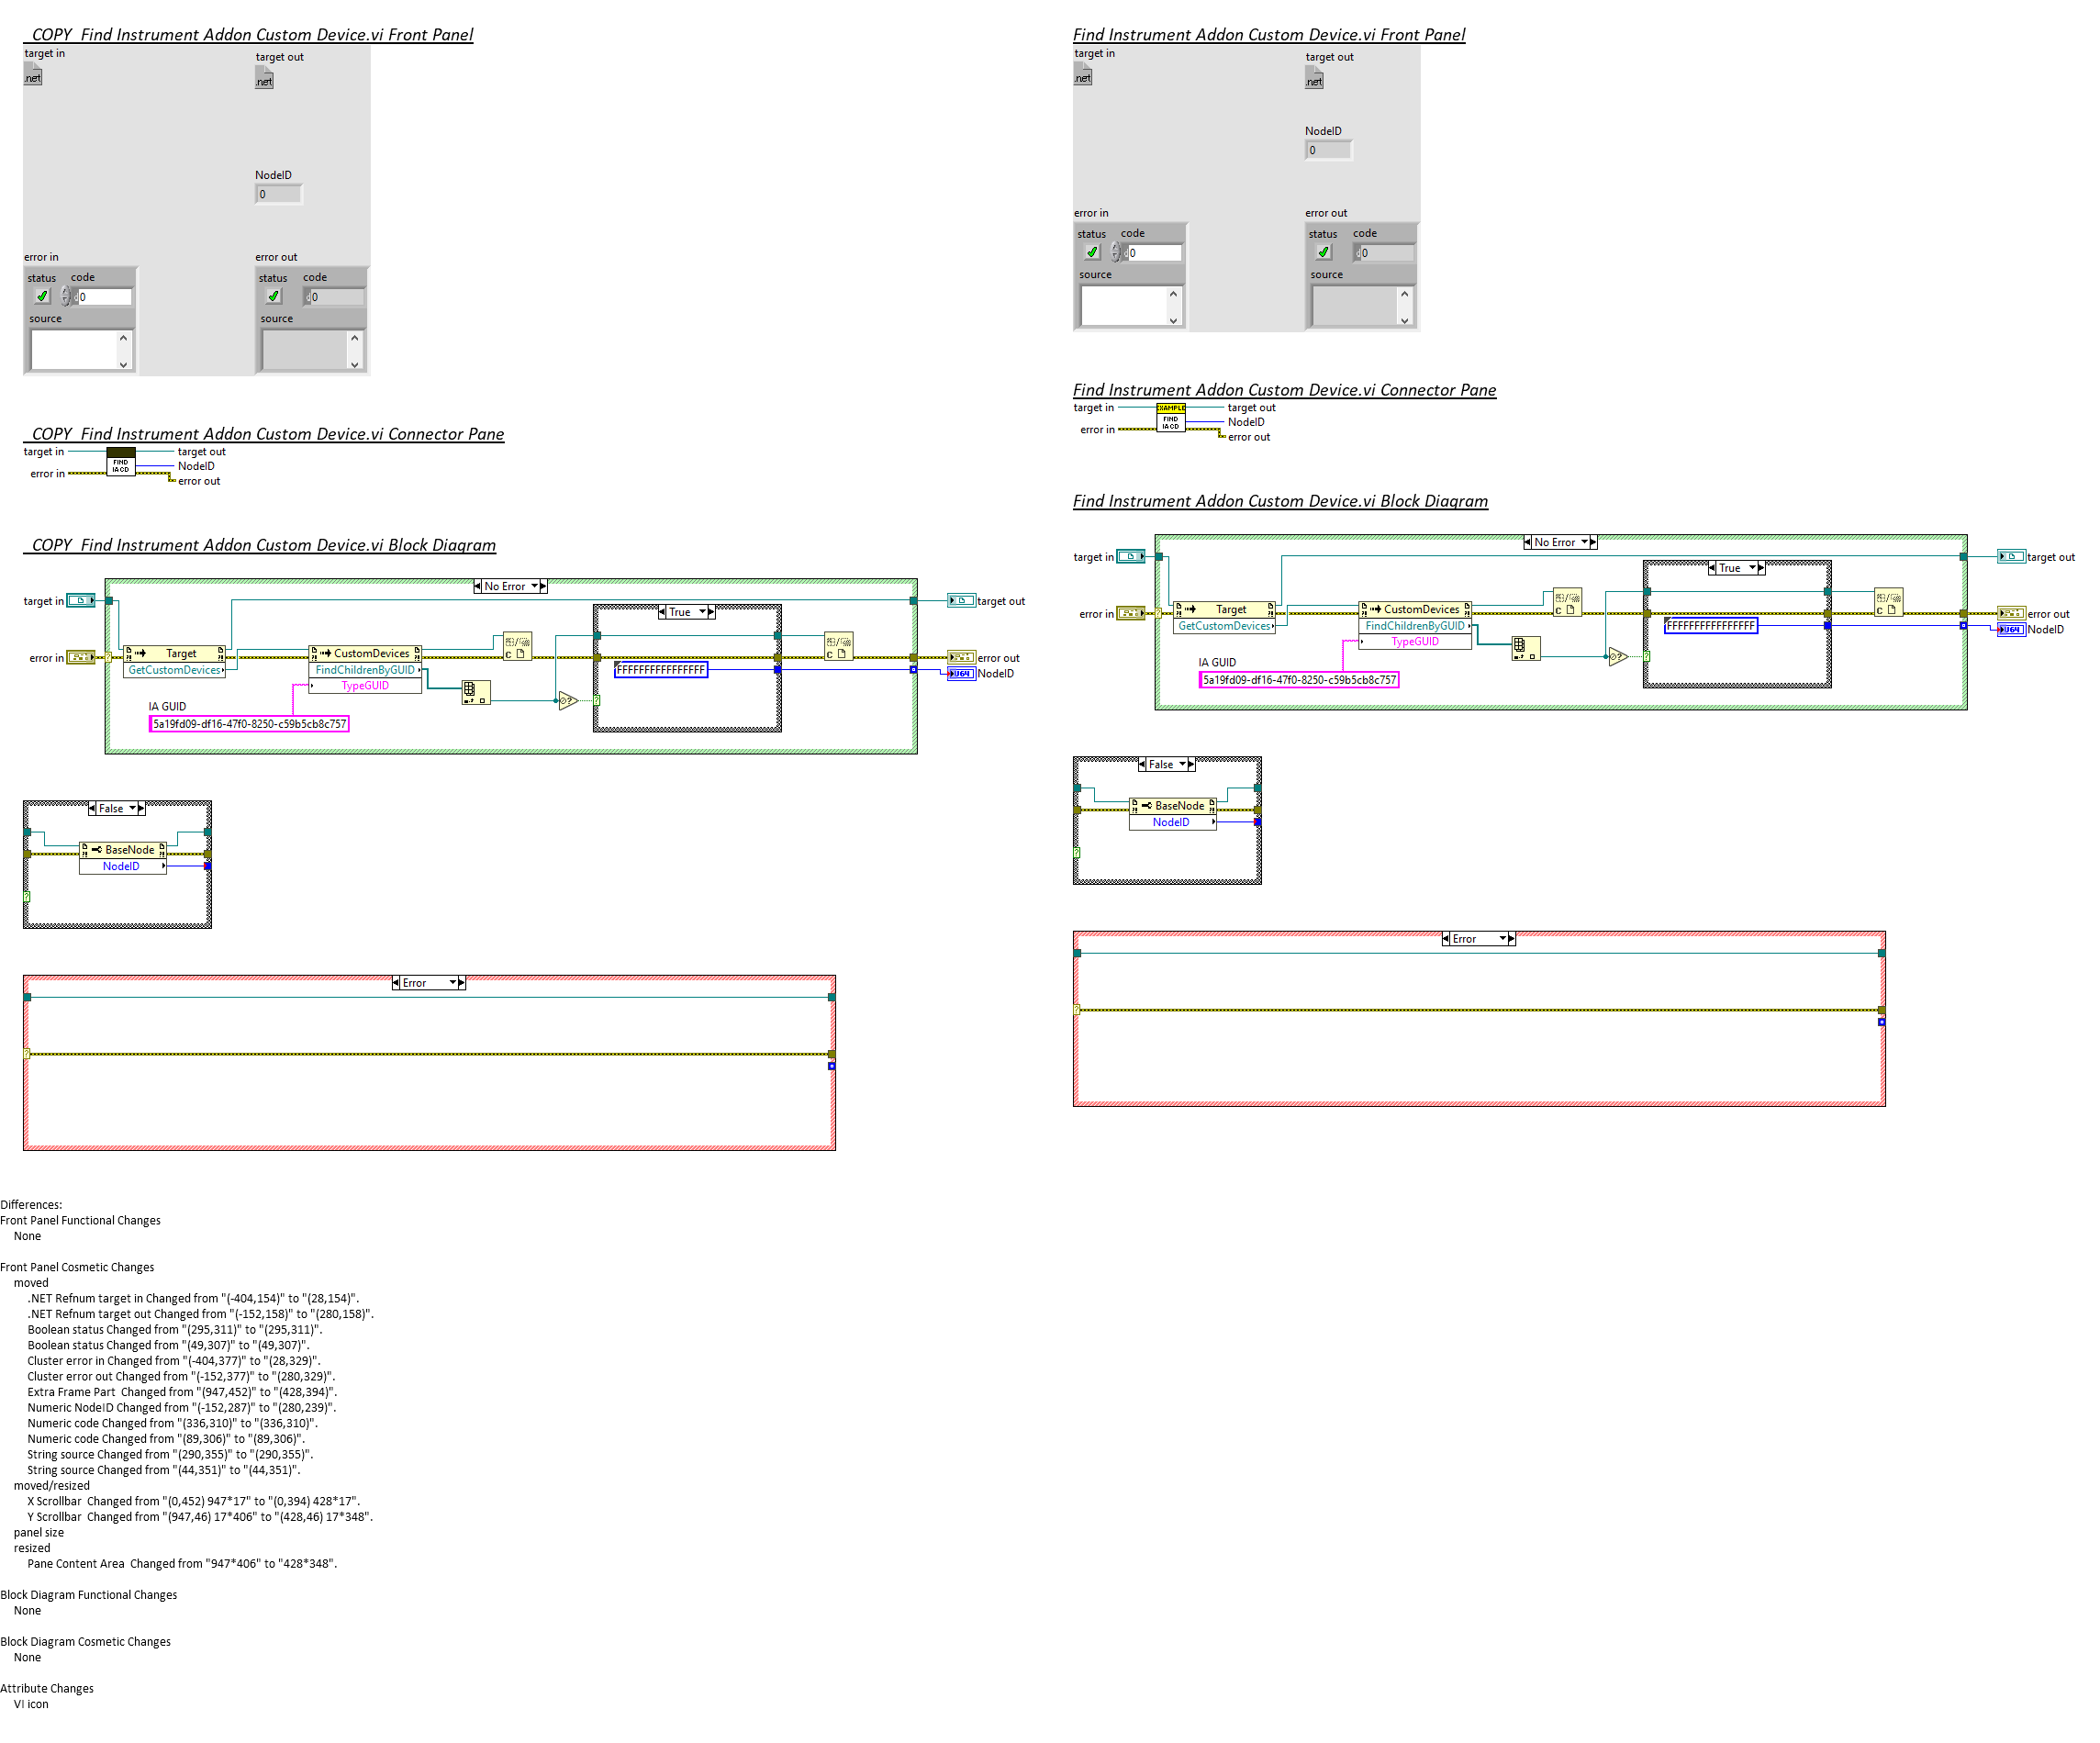 COPY  Find Instrument Addon Custom Device.vi Front Panel
target in
target out
.net
.net
NodeID
0
error in
error out
status
code
status
code
0
0
source
source
COPY  Find Instrument Addon Custom Device.vi Connector Pane
target in
target out
FIND
IACD
NodeID
error in
error out
COPY  Find Instrument Addon Custom Device.vi Block Diagram
No Error
target in
target out
True
error in
Target
GetCustomDevices
CustomDevices
FindChildrenByGUID
TypeGUID
FFFFFFFFFFFFFFFF
error out
U64
NodeID
IA GUID
5a19fd09-df16-47f0-8250-c59b5cb8c757
False
BaseNode
NodeID
Error
Find Instrument Addon Custom Device.vi Front Panel
target in
target out
.net
.net
NodeID
0
error in
error out
status
code
status
code
0
0
source
source
Find Instrument Addon Custom Device.vi Connector Pane
target in
EXAMPLE
target out
FIND
IACD
NodeID
error in
error out
Find Instrument Addon Custom Device.vi Block Diagram
No Error
target in
target out
True
error in
Target
GetCustomDevices
CustomDevices
FindChildrenByGUID
TypeGUID
FFFFFFFFFFFFFFFF
error out
U64
NodeID
IA GUID
5a19fd09-df16-47f0-8250-c59b5cb8c757
False
BaseNode
NodeID
Error
Differences:
Front Panel Functional Changes
None
Front Panel Cosmetic Changes
moved
.NET Refnum target in Changed from "(-404,154)" to "(28,154)".
.NET Refnum target out Changed from "(-152,158)" to "(280,158)".
Boolean status Changed from "(295,311)" to "(295,311)".
Boolean status Changed from "(49,307)" to "(49,307)".
Cluster error in Changed from "(-404,377)" to "(28,329)".
Cluster error out Changed from "(-152,377)" to "(280,329)".
Extra Frame Part  Changed from "(947,452)" to "(428,394)".
Numeric NodeID Changed from "(-152,287)" to "(280,239)".
Numeric code Changed from "(336,310)" to "(336,310)".
Numeric code Changed from "(89,306)" to "(89,306)".
String source Changed from "(290,355)" to "(290,355)".
String source Changed from "(44,351)" to "(44,351)".
moved/resized
X Scrollbar  Changed from "(0,452) 947*17" to "(0,394) 428*17".
Y Scrollbar  Changed from "(947,46) 17*406" to "(428,46) 17*348".
panel size
resized
Pane Content Area  Changed from "947*406" to "428*348".
Block Diagram Functional Changes
None
Block Diagram Cosmetic Changes
None
Attribute Changes
VI icon